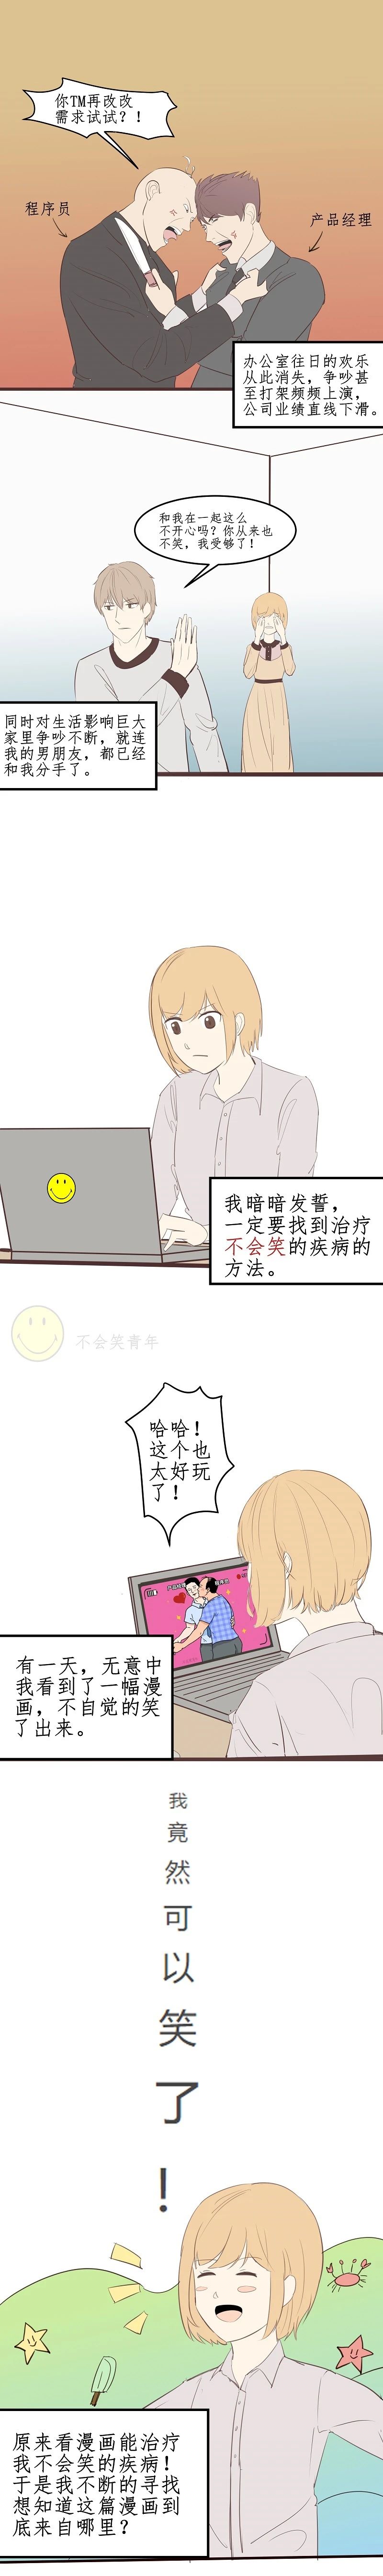 你TM再改改
需求试试？！
程序员
产品经理
办公室往日的欢乐
从此消失，争吵甚
至打架频频上演，
公司业绩直线下滑。
和我在一起这么
不开心吗？你从来也
不笑，我受够了！
同时对生活影响巨大
家里争吵不断，就连
我的男朋友，都已经
和我分手了。
我暗暗发誓，
一定要找到治疗
不会笑的疾病的
方法。
不会笑青年
哈哈！
这个也
太好玩
了！
有一天，无意中
我看到了一幅漫
画，不自觉的笑
了出来。
我
竟
然
可
以
笑
了
！
原来看漫画能治疗
我不会笑的疾病！
于是我不断的寻找
想知道这篇漫画到
底来自哪里？